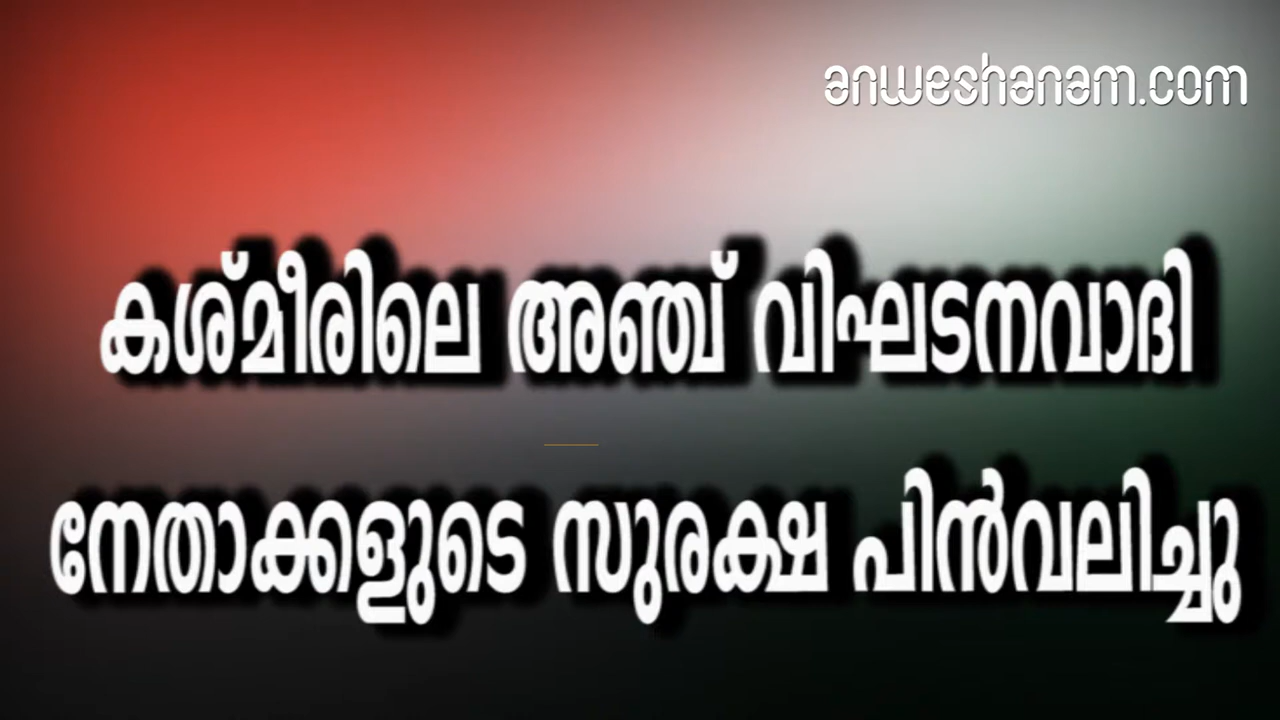 anweshanam.com
കശ്മീരിലെ അഞ്ച് വിഘടനവാദി
നേതാക്കളുടെ സുരക്ഷ പിൻവലിച്ചു